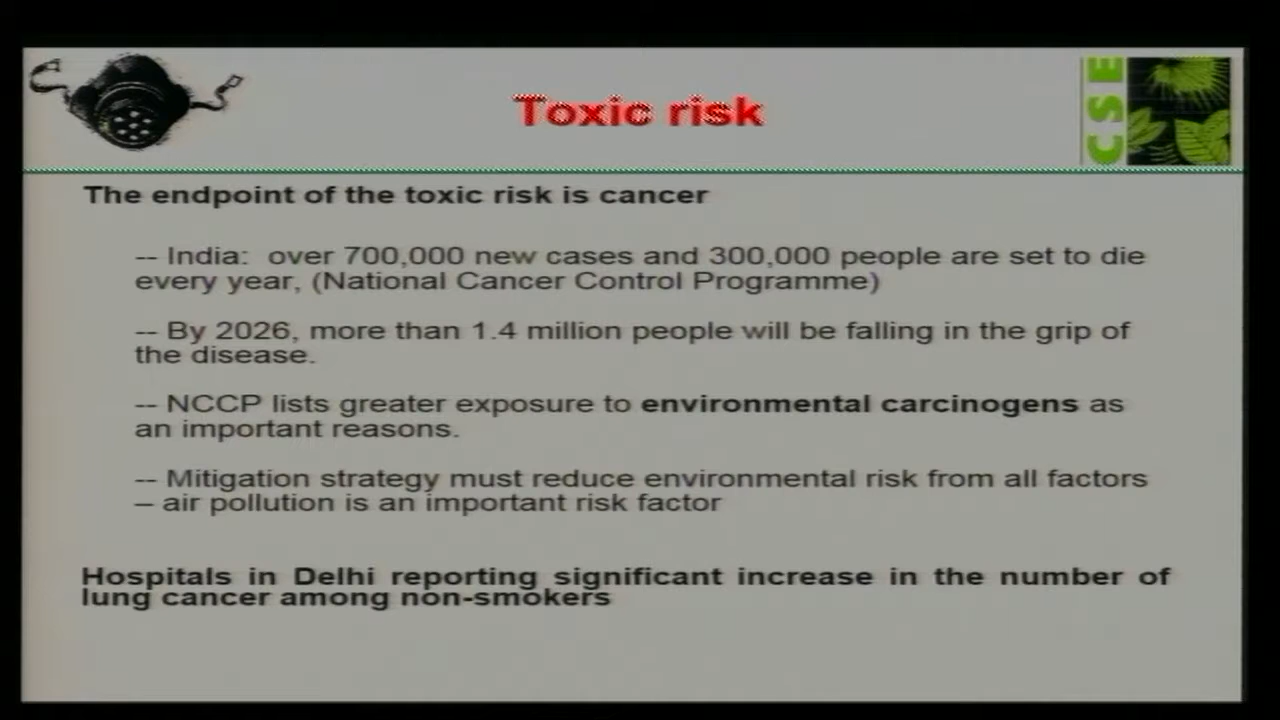 Toxic risk
CSE
The endpoint of the toxic risk is cancer
-- India: over 700,000 new cases and 300,000 people are set to die
every year, (National Cancer Control Programme)
-- By 2026, more than 1.4 million people will be falling in the grip of
the disease.
-- NCCP lists greater exposure to environmental carcinogens as
an important reasons.
-- Mitigation strategy must reduce environmental risk from all factors
– air pollution is an important risk factor
Hospitals in Delhi reporting significant increase in the number of
lung cancer among non-smokers